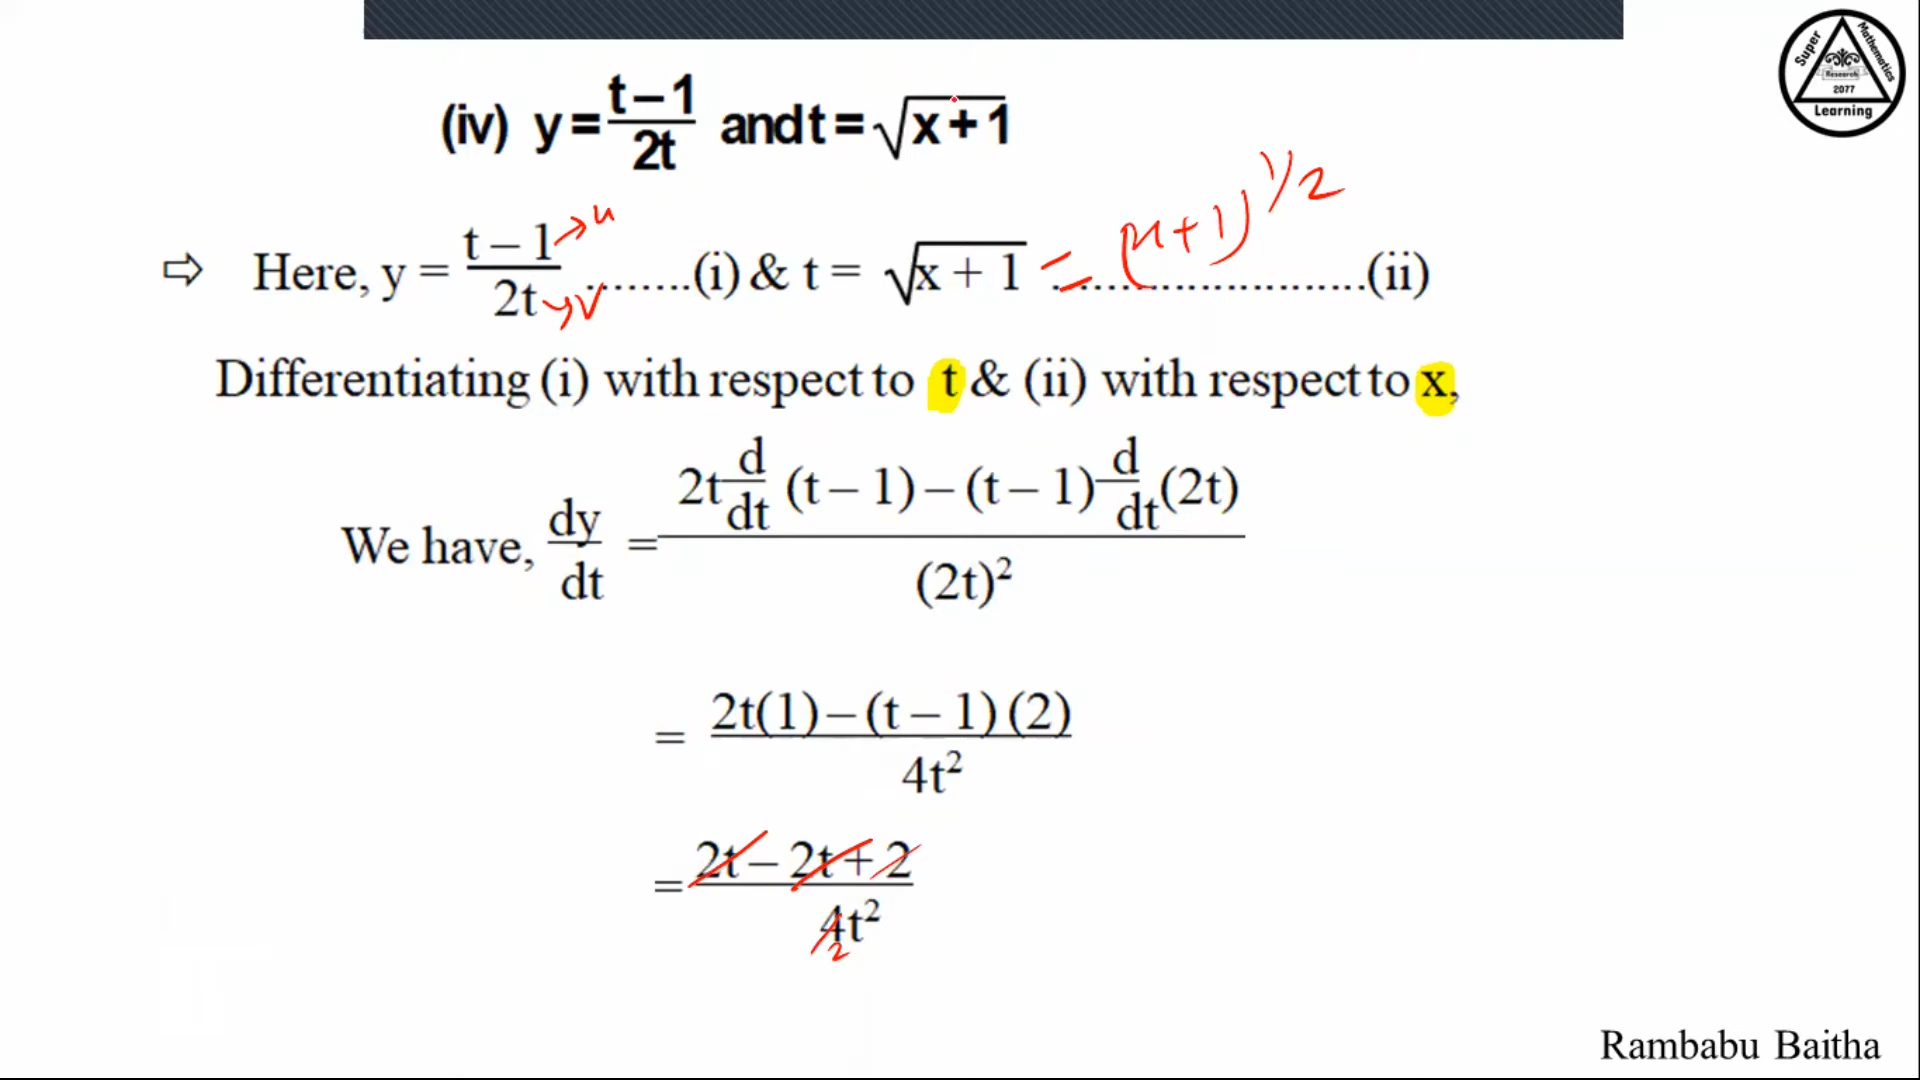 Super Mathematics
Research
2077
Learning
(iv) y = t – 1 / 2t and t = √x + 1
= (x + 1) 1/2
⇨ Here, y = t – 1 / 2t ........(i) & t = √x + 1 ........................(ii)
→ u
→ v
Differentiating (i) with respect to t & (ii) with respect to x,
We have, dy/dt = 2t d/dt (t – 1) – (t – 1) d/dt (2t) / (2t)²
= 2t(1) – (t – 1) (2) / 4t²
= 2t – 2t + 2 / 4t²
2
Rambabu Baitha